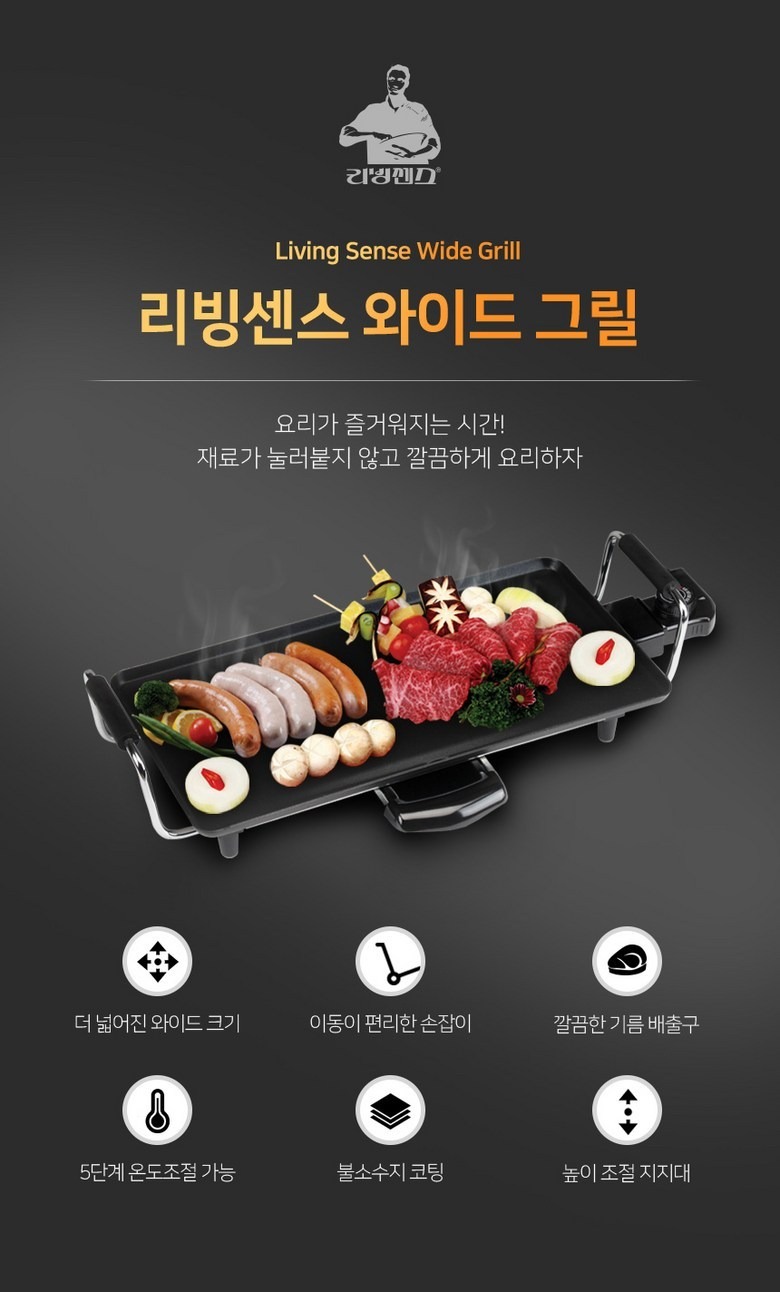 리빙센스®
Living Sense Wide Grill
리빙센스 와이드 그릴
요리가 즐거워지는 시간!
재료가 눌러붙지 않고 깔끔하게 요리하자
더 넓어진 와이드 크기
이동이 편리한 손잡이
깔끔한 기름 배출구
5단계 온도조절 가능
불소수지 코팅
높이 조절 지지대